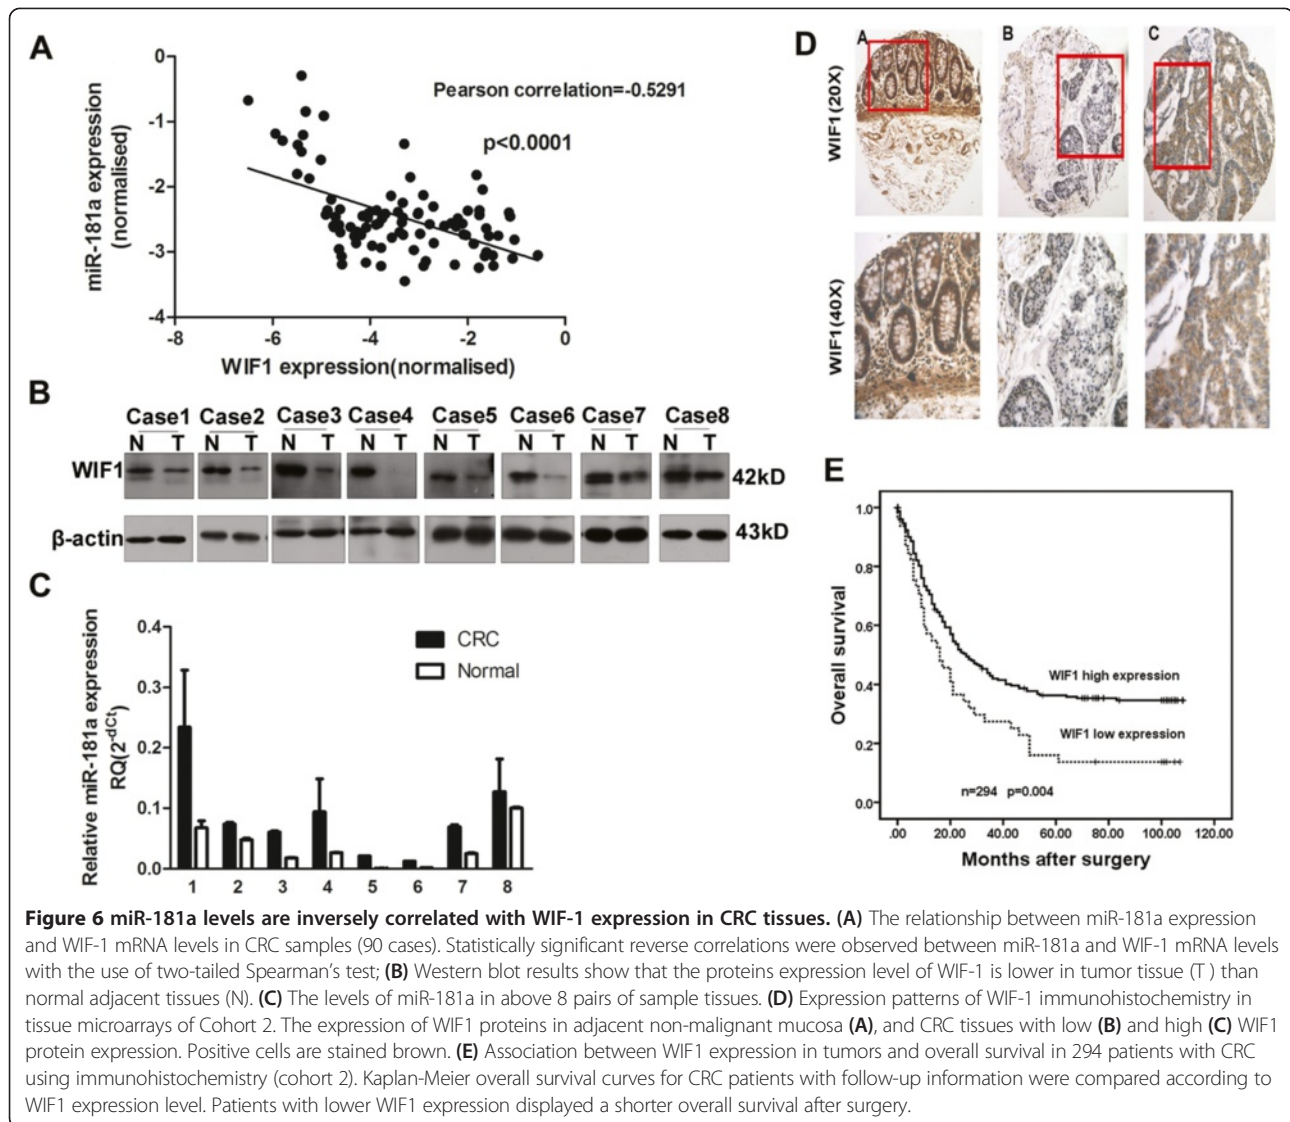 A
0
-1
-2
-3
-4
-8
-6
-4
-2
0
miR-181a expression
(normalised)
WIF1 expression(normalised)
Pearson correlation=-0.5291
p<0.0001
B
Case1 Case2 Case3 Case4 Case5 Case6 Case7 Case8
N T N T N T N T N T N T N T N T
WIF1
42kD
β-actin
43kD
C
Relative miR-181a expression
RQ(2-dCt)
0.4
0.3
0.2
0.1
0.0
CRC
Normal
1 2 3 4 5 6 7 8
D
A
B
C
WIF1(20X)
WIF1(40X)
E
Overall survival
1.0
0.8
0.6
0.4
0.2
0.0
WIF1 high expression
WIF1 low expression
n=294 p=0.004
.00 20.00 40.00 60.00 80.00 100.00 120.00
Months after surgery
Figure 6 miR-181a levels are inversely correlated with WIF-1 expression in CRC tissues. (A) The relationship between miR-181a expression
and WIF-1 mRNA levels in CRC samples (90 cases). Statistically significant reverse correlations were observed between miR-181a and WIF-1 mRNA levels
with the use of two-tailed Spearman's test; (B) Western blot results show that the proteins expression level of WIF-1 is lower in tumor tissue (T ) than
normal adjacent tissues (N). (C) The levels of miR-181a in above 8 pairs of sample tissues. (D) Expression patterns of WIF-1 immunohistochemistry in
tissue microarrays of Cohort 2. The expression of WIF1 proteins in adjacent non-malignant mucosa (A), and CRC tissues with low (B) and high (C) WIF1
protein expression. Positive cells are stained brown. (E) Association between WIF1 expression in tumors and overall survival in 294 patients with CRC
using immunohistochemistry (cohort 2). Kaplan-Meier overall survival curves for CRC patients with follow-up information were compared according to
WIF1 expression level. Patients with lower WIF1 expression displayed a shorter overall survival after surgery.